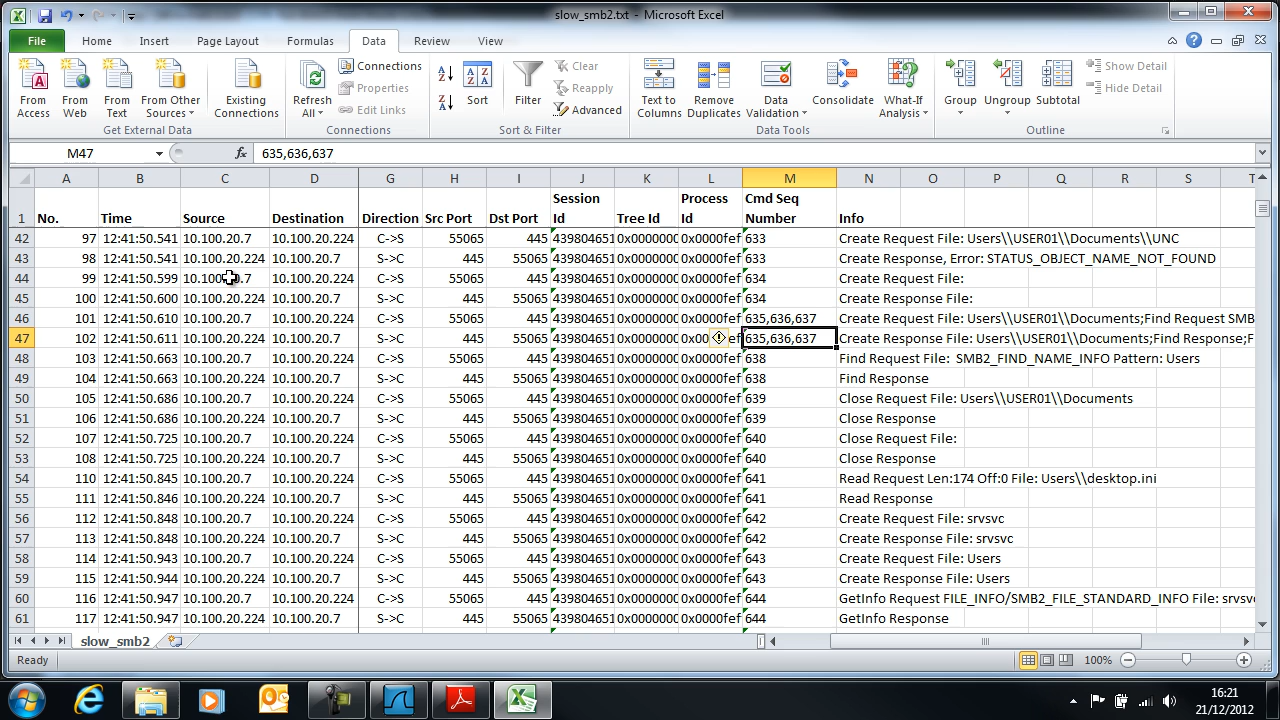 slow_smb2.txt - Microsoft Excel
File Home Insert Page Layout Formulas Data Review View
From Access From Web From Text From Other Sources Existing Connections Refresh All Connections Properties Edit Links Sort Filter Clear Reapply Advanced Text to Columns Remove Duplicates Data Validation Consolidate What-If Analysis Group Ungroup Subtotal Show Detail Hide Detail
Get External Data Connections Sort & Filter Data Tools Outline
M47 fx 635,636,637
A B C D G H I J K L M N O P Q R S T
1 No. Time Source Destination Direction Src Port Dst Port Session Id Tree Id Process Id Cmd Seq Number Info
42 97 12:41:50.541 10.100.20.7 10.100.20.224 C->S 55065 445 439804651 0x0000000 0x0000fef 633 Create Request File: Users\\USER01\\Documents\\UNC
43 98 12:41:50.541 10.100.20.224 10.100.20.7 S->C 445 55065 439804651 0x0000000 0x0000fef 633 Create Response, Error: STATUS_OBJECT_NAME_NOT_FOUND
44 99 12:41:50.599 10.100.20.7 10.100.20.224 C->S 55065 445 439804651 0x0000000 0x0000fef 634 Create Request File:
45 100 12:41:50.600 10.100.20.224 10.100.20.7 S->C 445 55065 439804651 0x0000000 0x0000fef 634 Create Response File:
46 101 12:41:50.610 10.100.20.7 10.100.20.224 C->S 55065 445 439804651 0x0000000 0x0000fef 635,636,637 Create Request File: Users\\USER01\\Documents;Find Request SMB
47 102 12:41:50.611 10.100.20.224 10.100.20.7 S->C 445 55065 439804651 0x0000000 0x00 ef 635,636,637 Create Response File: Users\\USER01\\Documents;Find Response;F
48 103 12:41:50.663 10.100.20.7 10.100.20.224 C->S 55065 445 439804651 0x0000000 0x0000fef 638 Find Request File: SMB2_FIND_NAME_INFO Pattern: Users
49 104 12:41:50.663 10.100.20.224 10.100.20.7 S->C 445 55065 439804651 0x0000000 0x0000fef 638 Find Response
50 105 12:41:50.686 10.100.20.7 10.100.20.224 C->S 55065 445 439804651 0x0000000 0x0000fef 639 Close Request File: Users\\USER01\\Documents
51 106 12:41:50.686 10.100.20.224 10.100.20.7 S->C 445 55065 439804651 0x0000000 0x0000fef 639 Close Response
52 107 12:41:50.725 10.100.20.7 10.100.20.224 C->S 55065 445 439804651 0x0000000 0x0000fef 640 Close Request File:
53 108 12:41:50.725 10.100.20.224 10.100.20.7 S->C 445 55065 439804651 0x0000000 0x0000fef 640 Close Response
54 110 12:41:50.845 10.100.20.7 10.100.20.224 C->S 55065 445 439804651 0x0000000 0x0000fef 641 Read Request Len:174 Off:0 File: Users\\desktop.ini
55 111 12:41:50.846 10.100.20.224 10.100.20.7 S->C 445 55065 439804651 0x0000000 0x0000fef 641 Read Response
56 112 12:41:50.848 10.100.20.7 10.100.20.224 C->S 55065 445 439804651 0x0000000 0x0000fef 642 Create Request File: srvsvc
57 113 12:41:50.848 10.100.20.224 10.100.20.7 S->C 445 55065 439804651 0x0000000 0x0000fef 642 Create Response File: srvsvc
58 114 12:41:50.943 10.100.20.7 10.100.20.224 C->S 55065 445 439804651 0x0000000 0x0000fef 643 Create Request File: Users
59 115 12:41:50.944 10.100.20.224 10.100.20.7 S->C 445 55065 439804651 0x0000000 0x0000fef 643 Create Response File: Users
60 116 12:41:50.947 10.100.20.7 10.100.20.224 C->S 55065 445 439804651 0x0000000 0x0000fef 644 GetInfo Request FILE_INFO/SMB2_FILE_STANDARD_INFO File: srvsv
61 117 12:41:50.947 10.100.20.224 10.100.20.7 S->C 445 55065 439804651 0x0000000 0x0000fef 644 GetInfo Response
slow_smb2
Ready 100%
16:21
21/12/2012